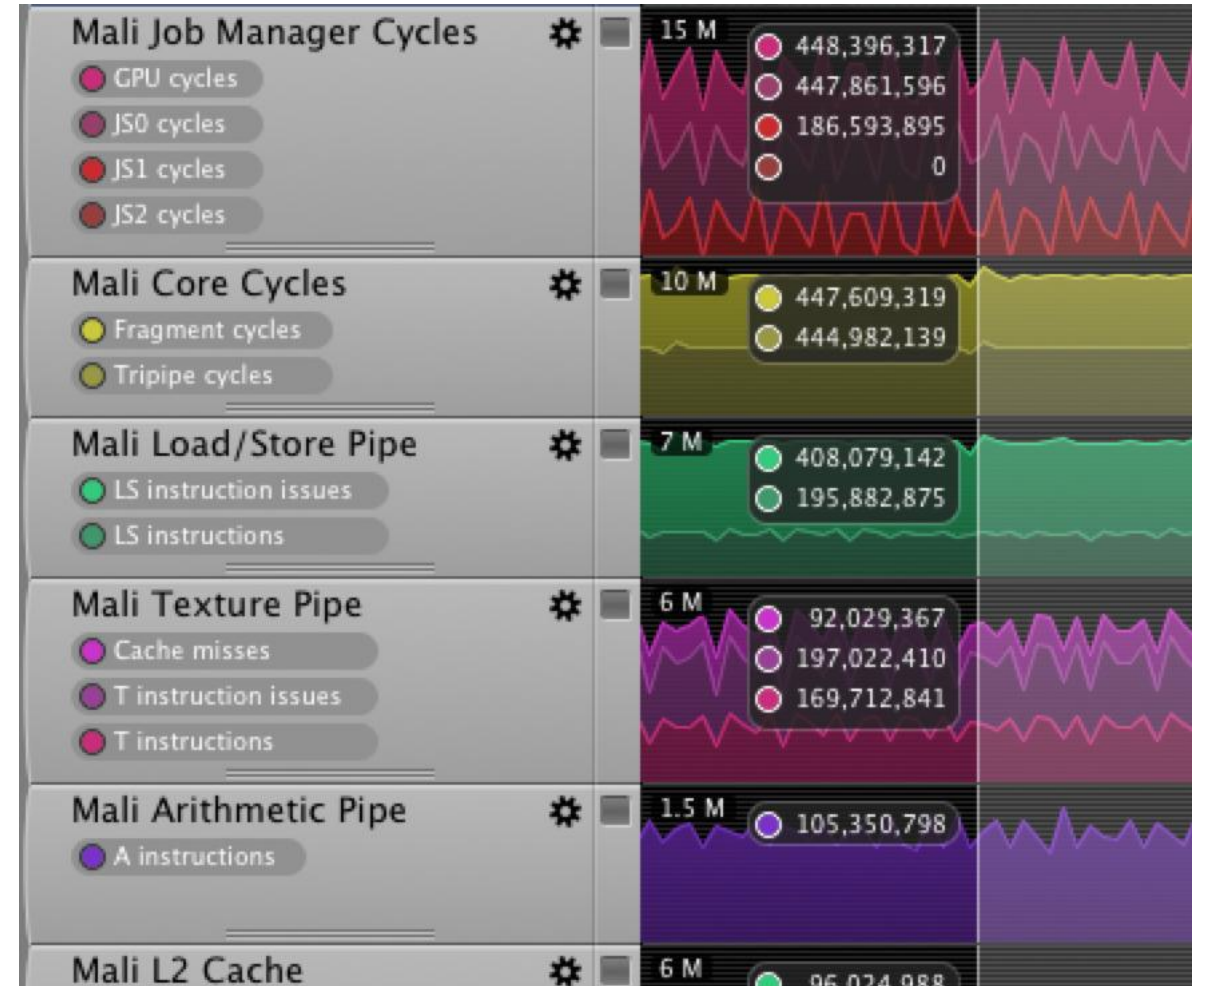 Mali Job Manager Cycles
GPU cycles
JS0 cycles
JS1 cycles
JS2 cycles
15 M
448,396,317
447,861,596
186,593,895
0
Mali Core Cycles
Fragment cycles
Tripipe cycles
10 M
447,609,319
444,982,139
Mali Load/Store Pipe
LS instruction issues
LS instructions
7 M
408,079,142
195,882,875
Mali Texture Pipe
Cache misses
T instruction issues
T instructions
6 M
92,029,367
197,022,410
169,712,841
Mali Arithmetic Pipe
A instructions
1.5 M
105,350,798
Mali L2 Cache
6 M
96,024,988